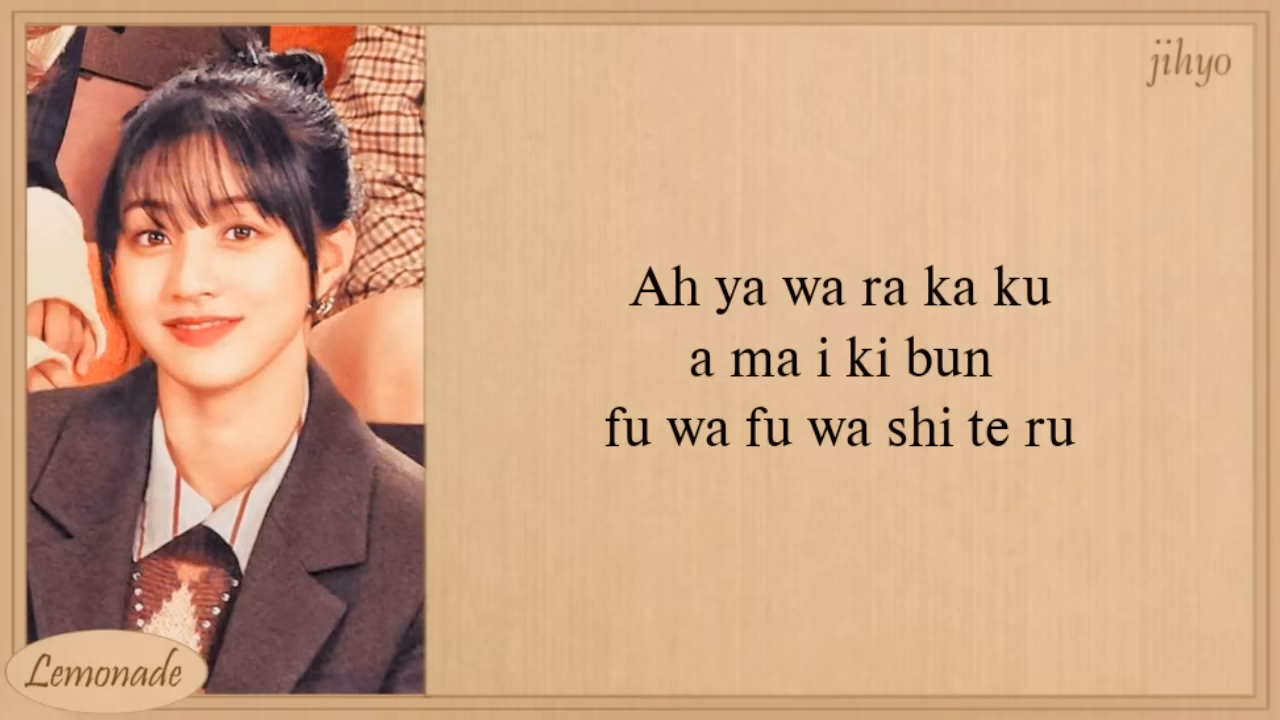 jihyo
Ah ya wa ra ka ku
a ma i ki bun
fu wa fu wa shi te ru
Lemonade